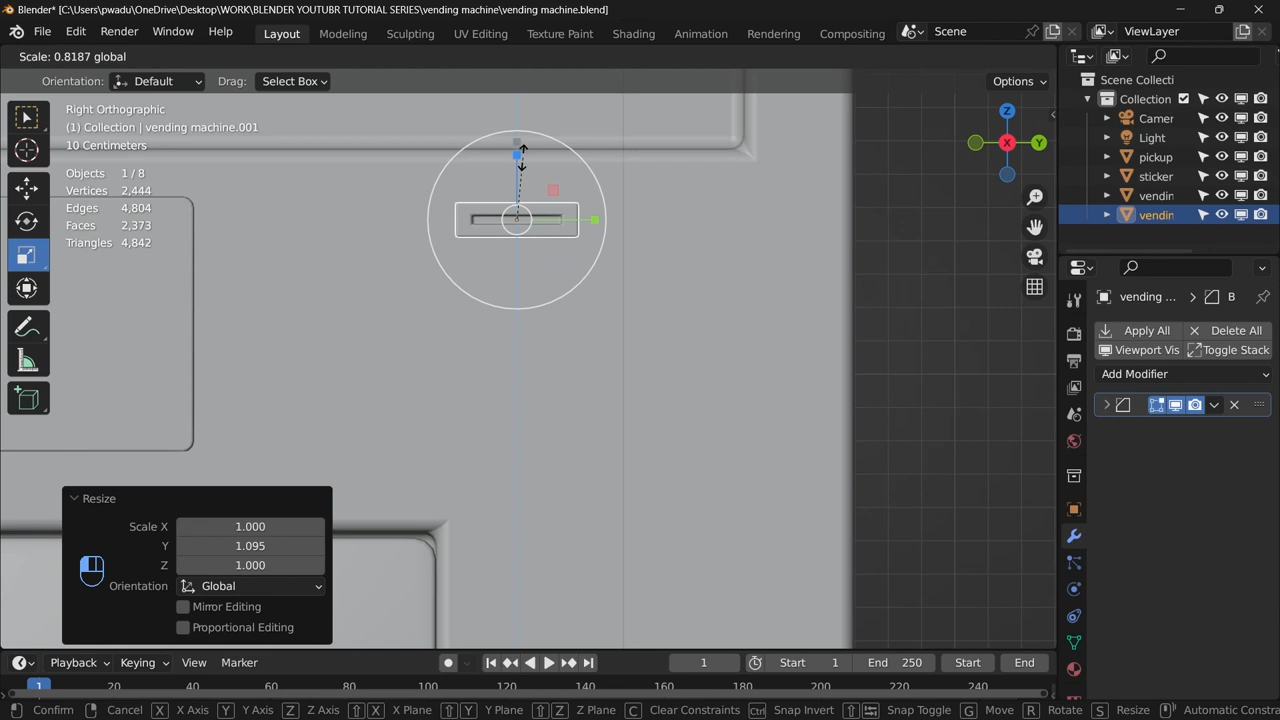 Blender* [C:\Users\pwadu\OneDrive\Desktop\WORK\BLENDER YOUTUBR TUTORIAL SERIES\vending machine\vending machine.blend]
File Edit Render Window Help Layout Modeling Sculpting UV Editing Texture Paint Shading Animation Rendering Compositing Scene ViewLayer
Scale: 0.8187 global
Orientation: Default Drag: Select Box Options
Right Orthographic
(1) Collection | vending machine.001
10 Centimeters
Objects 1 / 8
Vertices 2,444
Edges 4,804
Faces 2,373
Triangles 4,842
Z
X
Y
Scene Collecti
Collection
Camer
Light
pickup
sticker
vendin
vendin
vending ... B
Apply All Delete All
Viewport Vis Toggle Stack
Add Modifier
Resize
Scale X 1.000
Y 1.095
Z 1.000
Orientation Global
Mirror Editing
Proportional Editing
Playback Keying View Marker 1 Start 1 End 250 Start End
1 20 40 60 80 100 120 140 160 180 200 220 240
Confirm Cancel X X Axis Y Y Axis Z Z Axis X X Plane Y Y Plane Z Z Plane C Clear Constraints Ctrl Snap Invert Snap Toggle G Move R Rotate S Resize Automatic Constra